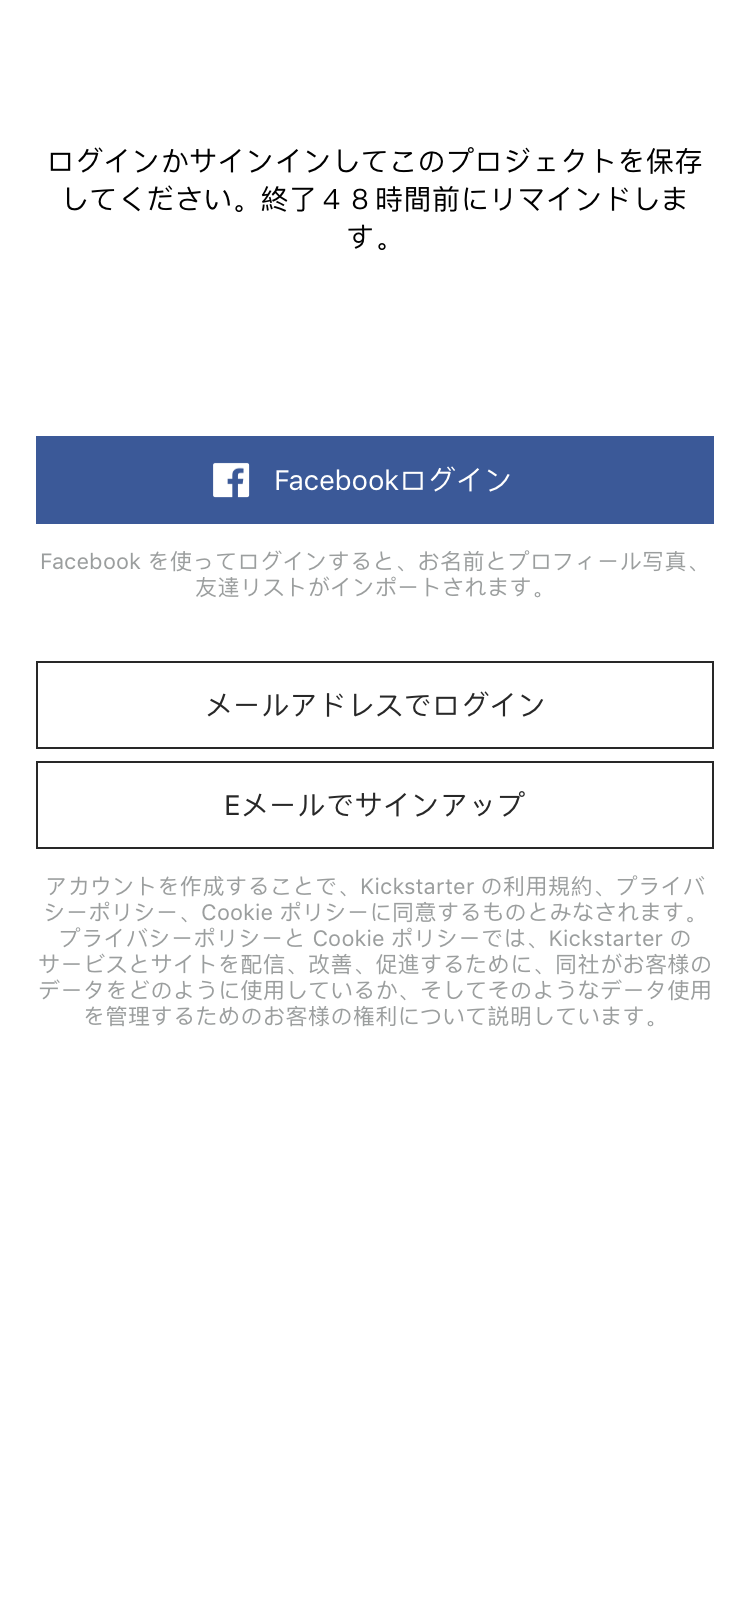 ログインかサインインしてこのプロジェクトを保存
してください。終了４８時間前にリマインドしま
す。
Facebookログイン
Facebook を使ってログインすると、お名前とプロフィール写真、
友達リストがインポートされます。
メールアドレスでログイン
Eメールでサインアップ
アカウントを作成することで、Kickstarter の利用規約、プライバ
シーポリシー、Cookie ポリシーに同意するものとみなされます。
プライバシーポリシーと Cookie ポリシーでは、Kickstarter の
サービスとサイトを配信、改善、促進するために、同社がお客様の
データをどのように使用しているか、そしてそのようなデータ使用
を管理するためのお客様の権利について説明しています。